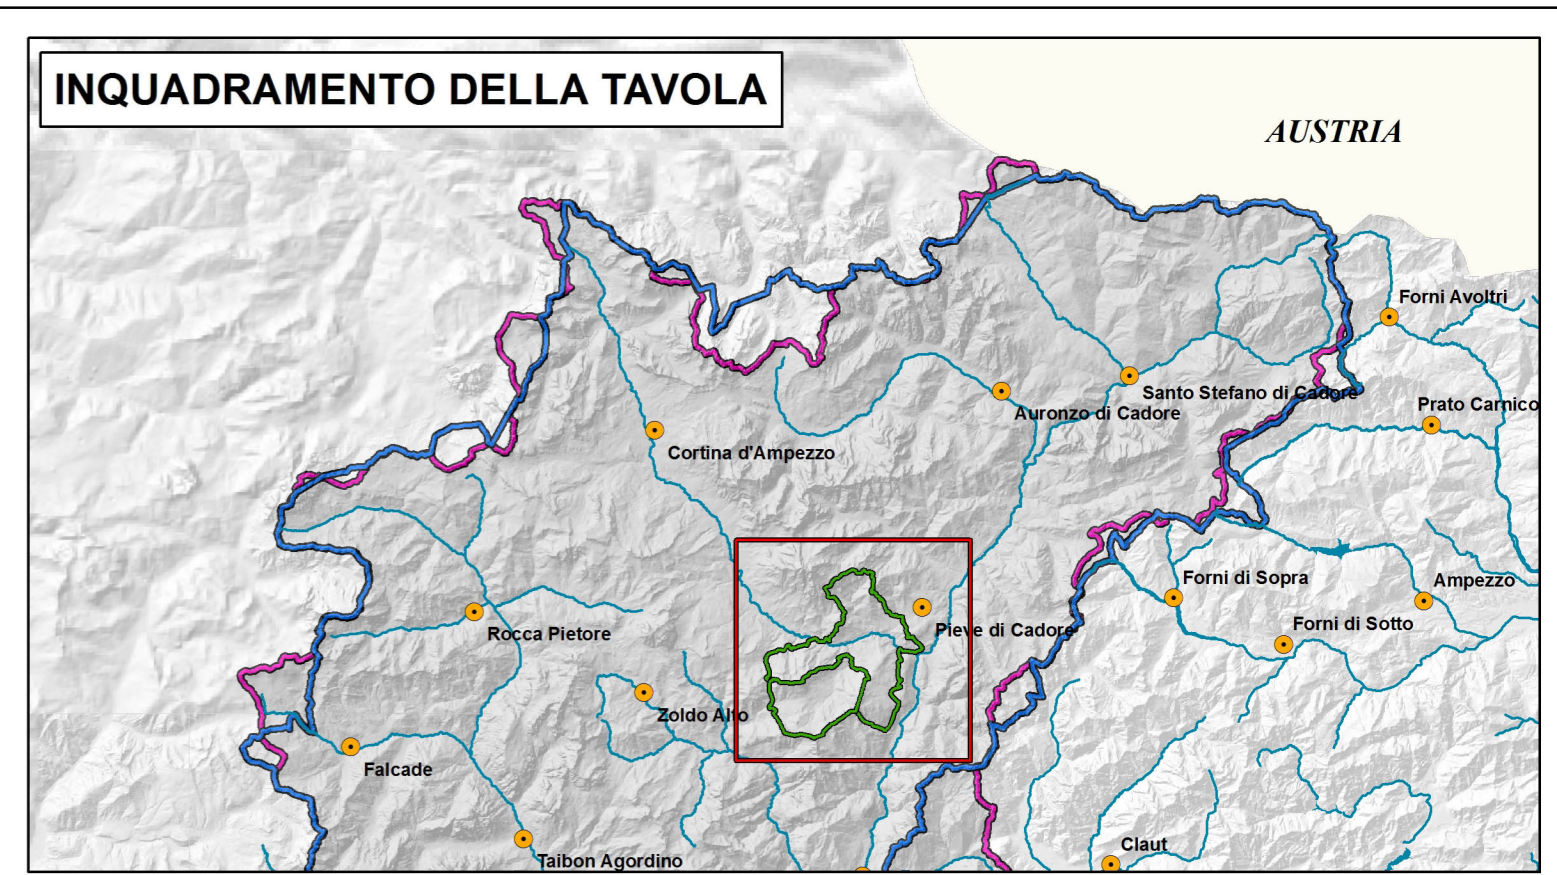 INQUADRAMENTO DELLA TAVOLA
AUSTRIA
Forni Avoltri
Santo Stefano di Cadore
Auronzo di Cadore
Prato Carnico
Cortina d'Ampezzo
Forni di Sopra
Ampezzo
Rocca Pietore
Pieve di Cadore
Forni di Sotto
Zoldo Alto
Falcade
Claut
Taibon Agordino